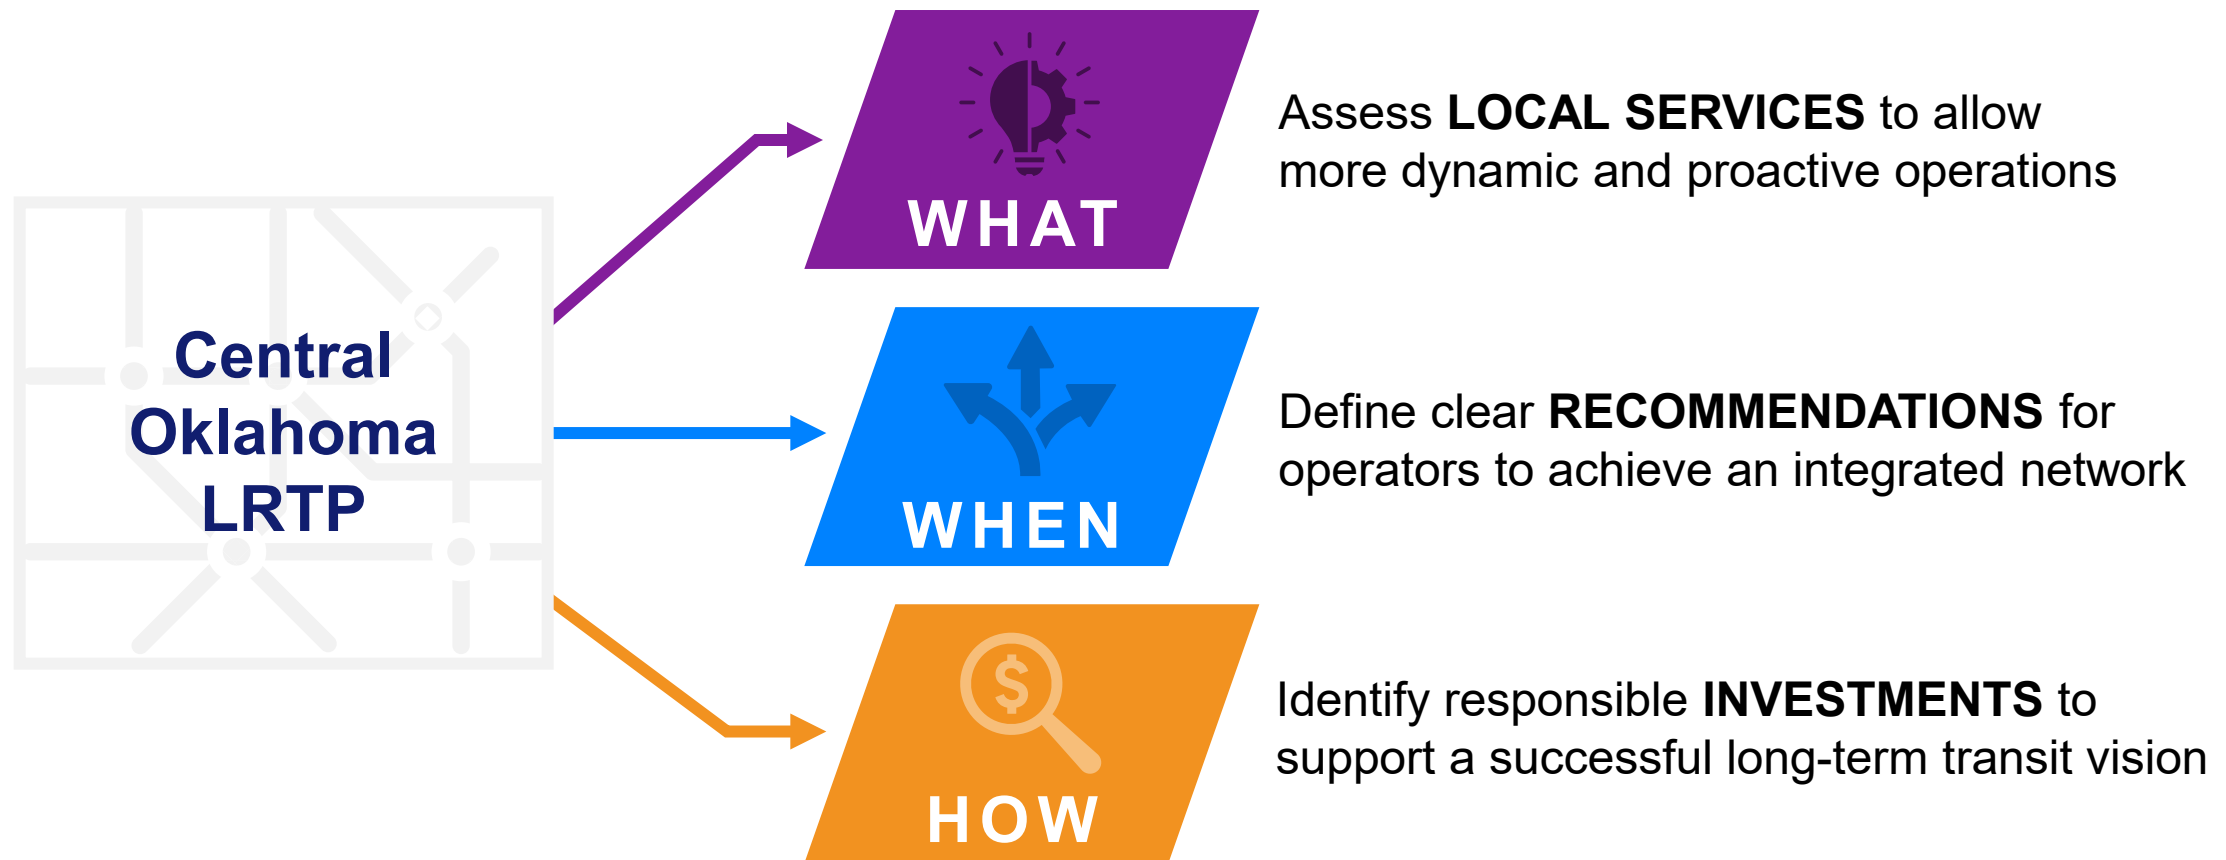 Central
Oklahoma
LRTP
WHAT
Assess LOCAL SERVICES to allow
more dynamic and proactive operations
WHEN
Define clear RECOMMENDATIONS for
operators to achieve an integrated network
$
HOW
Identify responsible INVESTMENTS to
support a successful long-term transit vision